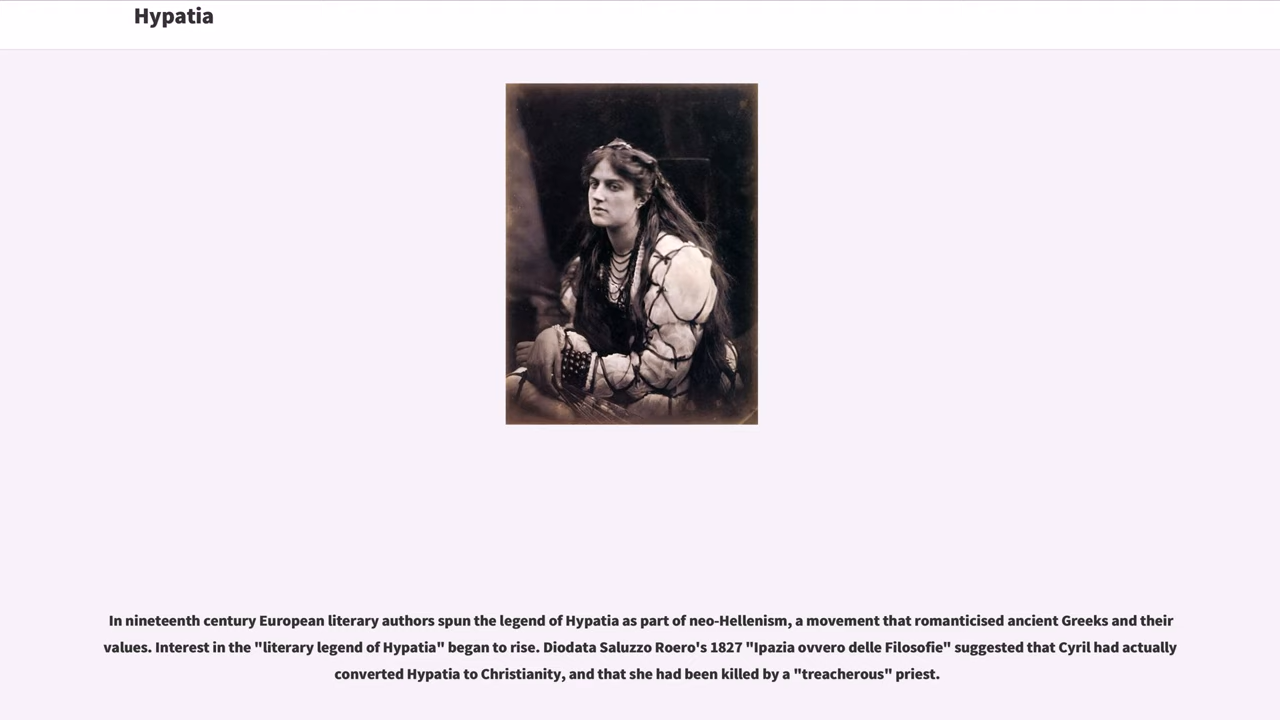 Hypatia
In nineteenth century European literary authors spun the legend of Hypatia as part of neo-Hellenism, a movement that romanticised ancient Greeks and their
values. Interest in the "literary legend of Hypatia" began to rise. Diodata Saluzzo Roero's 1827 "Ipazia ovvero delle Filosofie" suggested that Cyril had actually
converted Hypatia to Christianity, and that she had been killed by a "treacherous" priest.